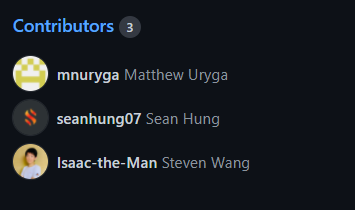 Contributors 3
mnuryga Matthew Uryga
seanhung07 Sean Hung
Isaac-the-Man Steven Wang